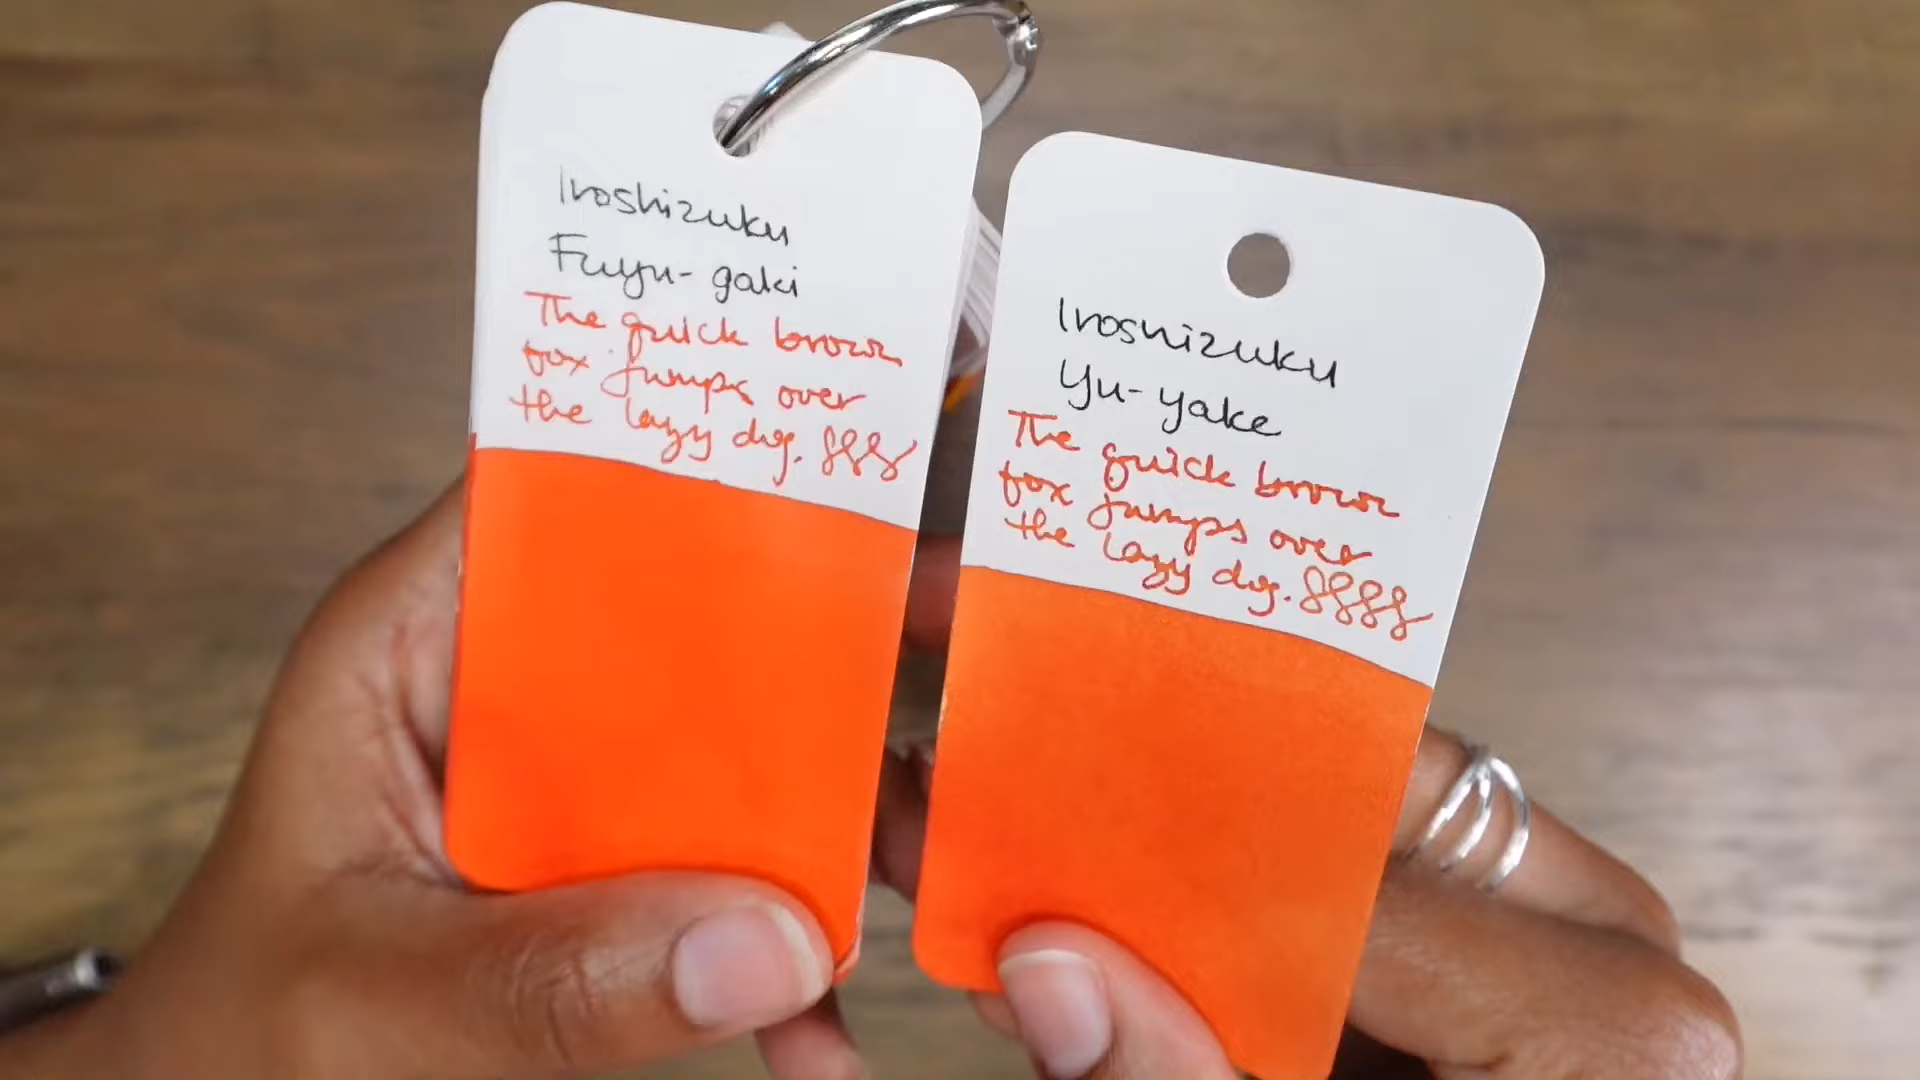 Iroshizuku
Fuyu-gaki
The quick brown
fox jumps over
the lazy dog.
Iroshizuku
Yu-yake
The quick brown
fox jumps over
the lazy dog.